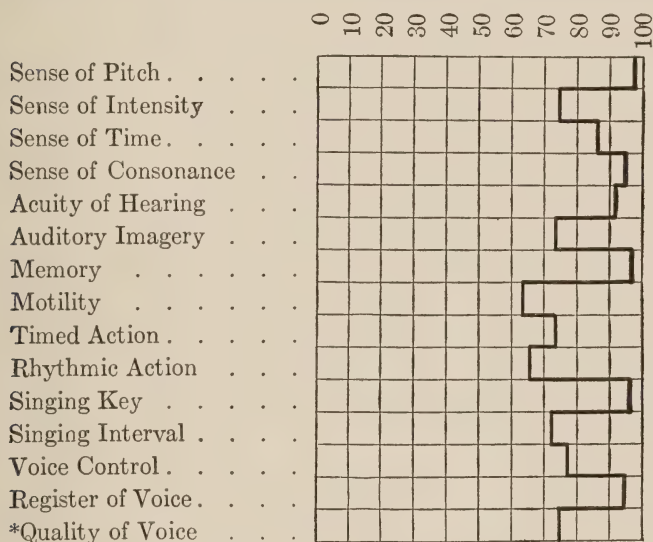 0 10 20 30 40 50 60 70 80 90 100
Sense of Pitch . . . . .
Sense of Intensity . . .
Sense of Time . . . . .
Sense of Consonance . .
Acuity of Hearing . . .
Auditory Imagery . . .
Memory . . . . . .
Motility . . . . . .
Timed Action . . . . .
Rhythmic Action . . .
Singing Key . . . . .
Singing Interval . . . .
Voice Control . . . . .
Register of Voice . . . .
*Quality of Voice . . .